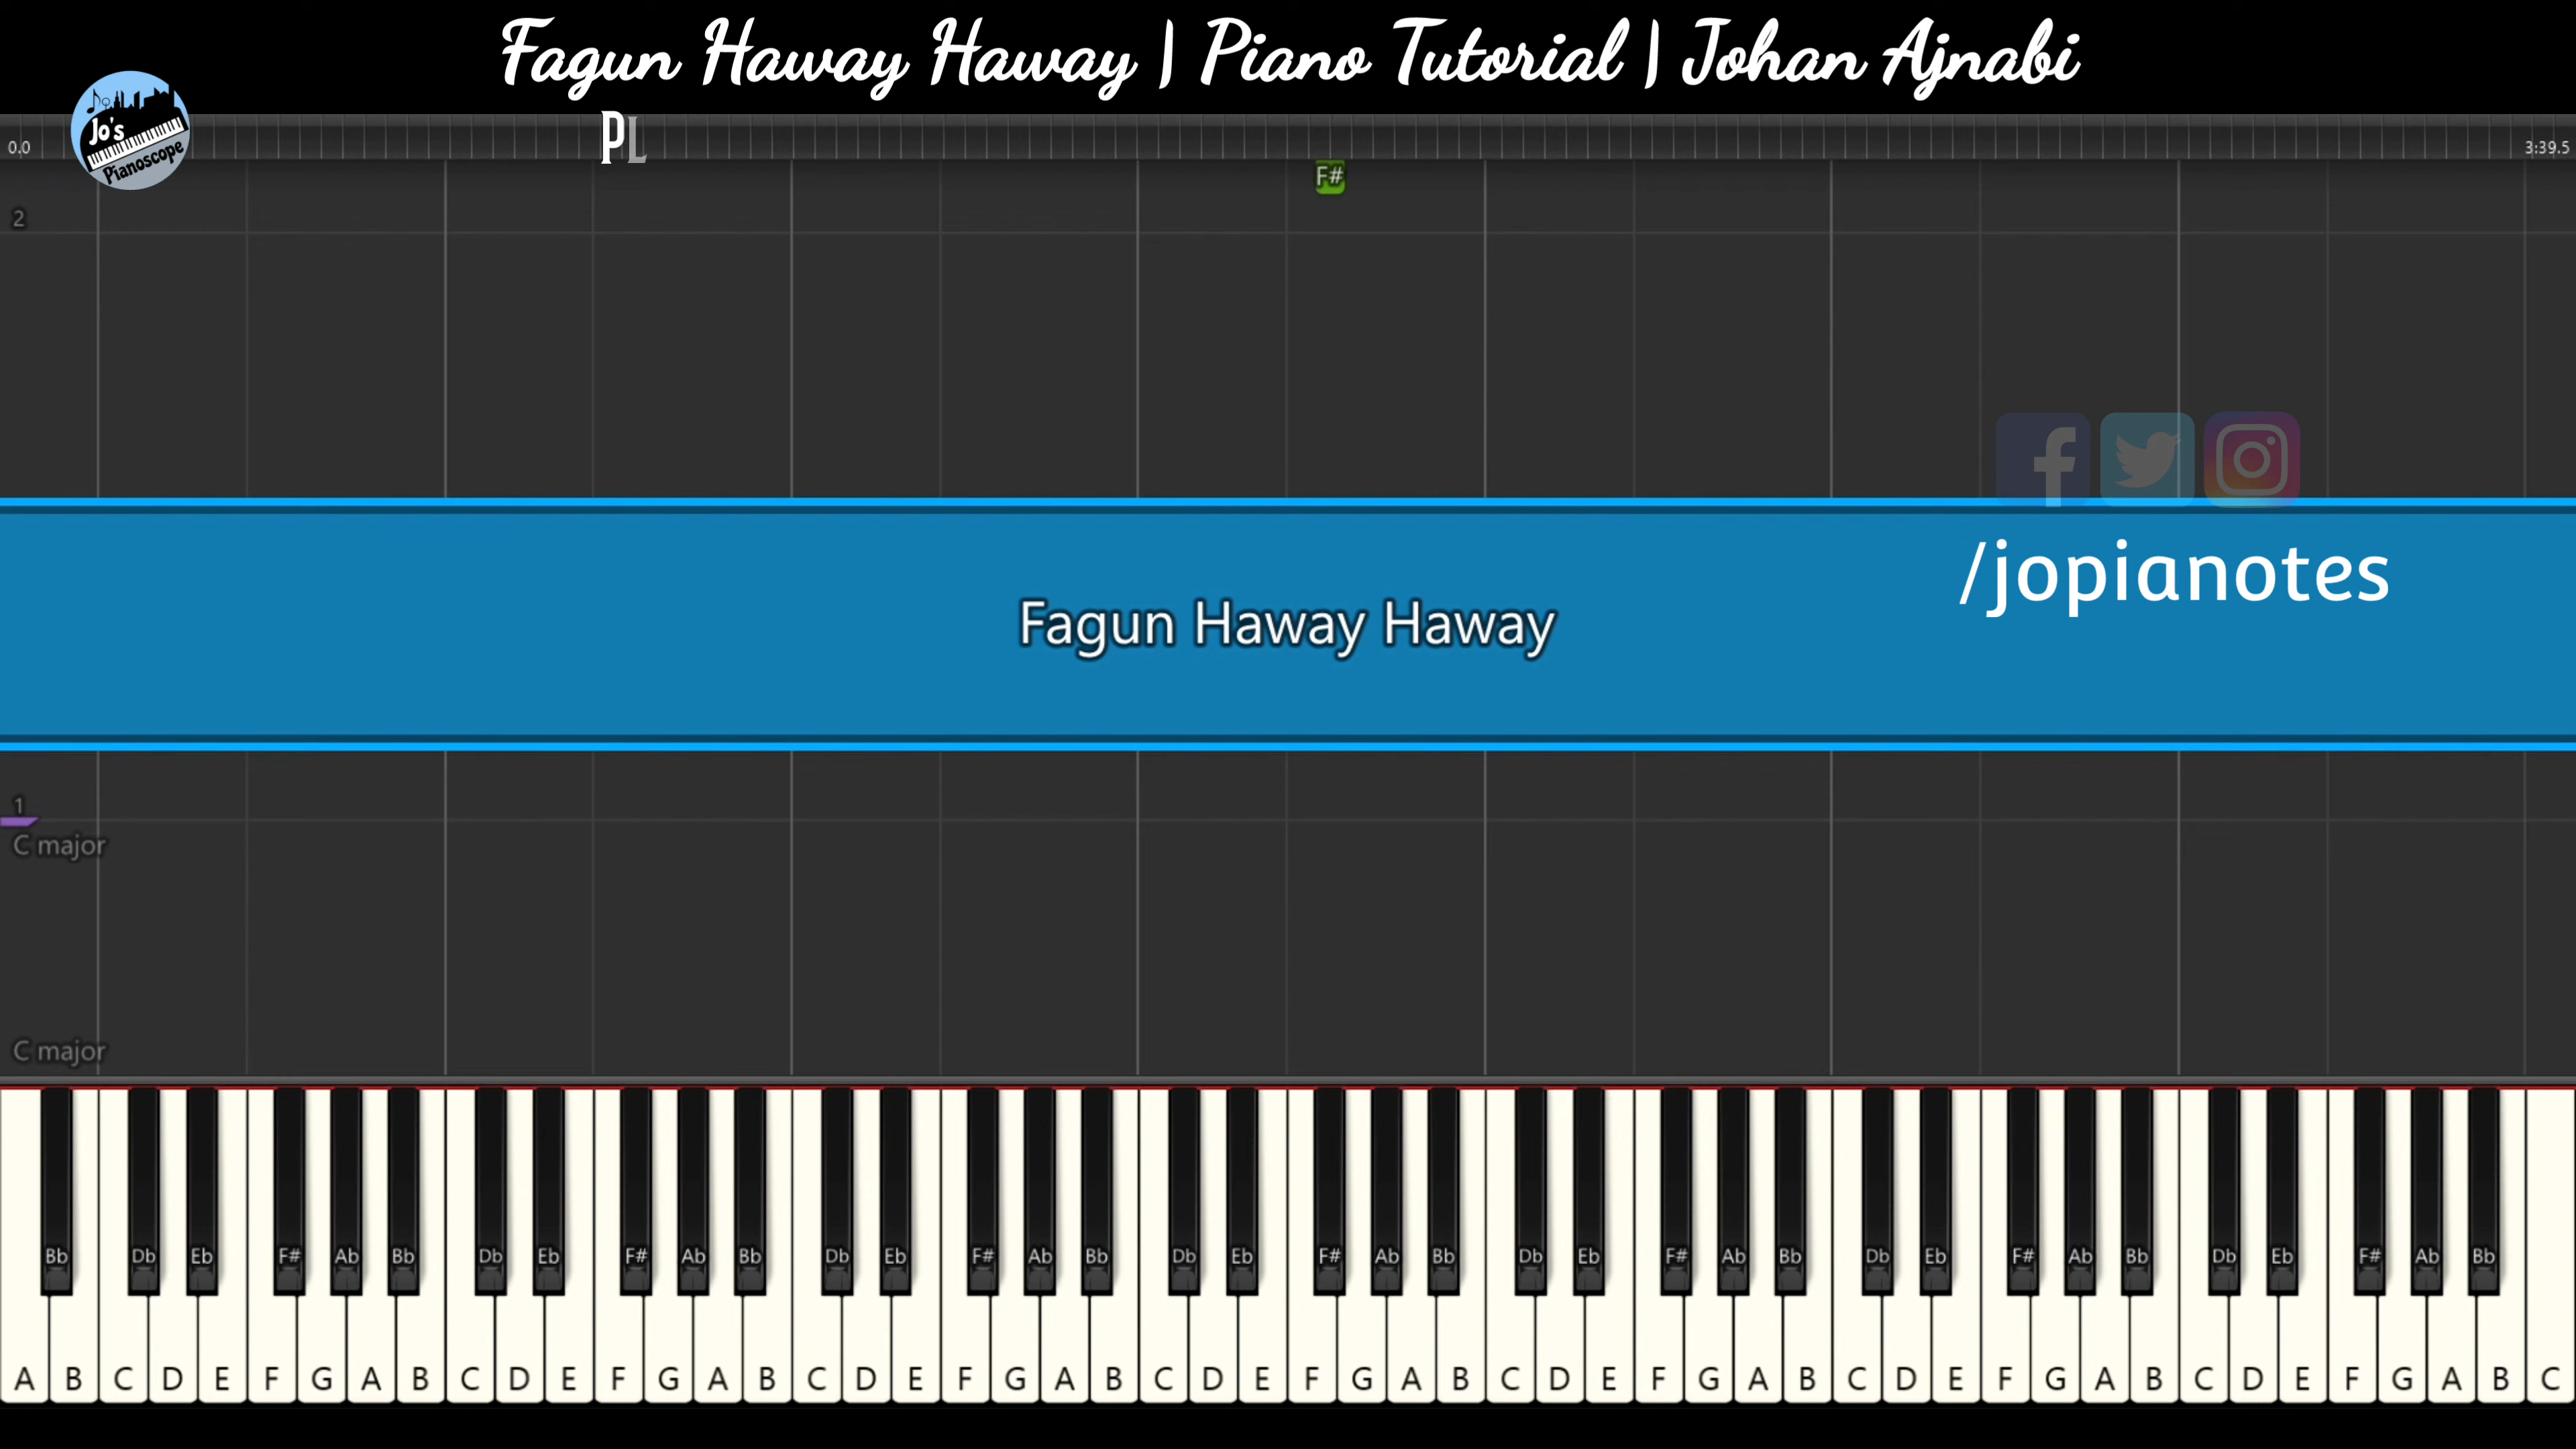 Fagun Haway Haway | Piano Tutorial | Johan Ajnabi
Jo's
Pianoscope
PL
0.0
3:39.5
F#
2
/jopianotes
Fagun Haway Haway
1
C major
C major
Bb Db Eb F# Ab Bb Db Eb F# Ab Bb Db Eb F# Ab Bb Db Eb F# Ab Bb Db Eb F# Ab Bb Db Eb F# Ab Bb Db Eb F# Ab Bb
A B C D E F G A B C D E F G A B C D E F G A B C D E F G A B C D E F G A B C D E F G A B C D E F G A B C